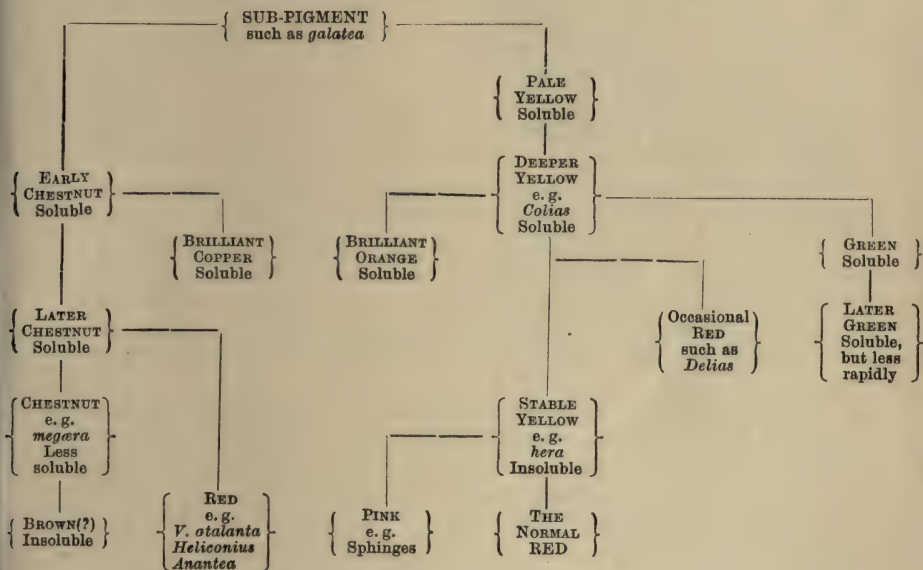 SUB-PIGMENT
such as galatea
PALE
YELLOW
Soluble
EARLY
CHESTNUT
Soluble
DEEPER
YELLOW
e. g.
Colias
Soluble
BRILLIANT
COPPER
Soluble
BRILLIANT
ORANGE
Soluble
GREEN
Soluble
LATER
CHESTNUT
Soluble
Occasional
RED
such as
Delias
LATER
GREEN
Soluble,
but less
rapidly
CHESTNUT
e. g.
megæra
Less
soluble
STABLE
YELLOW
e. g.
hera
Insoluble
BROWN(?)
Insoluble
RED
e. g.
V. atalanta
Heliconius
Anantea
PINK
e. g.
Sphinges
THE
NORMAL
RED